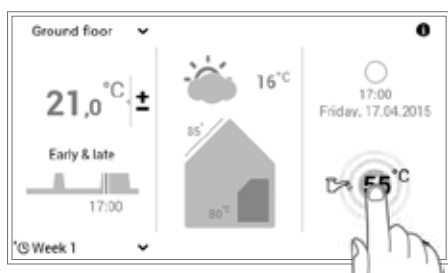 Ground floor
21,0°C ±
Early & late
17:00
Week 1
16°C
85°
80°C
17:00
Friday, 17.04.2015
55°C